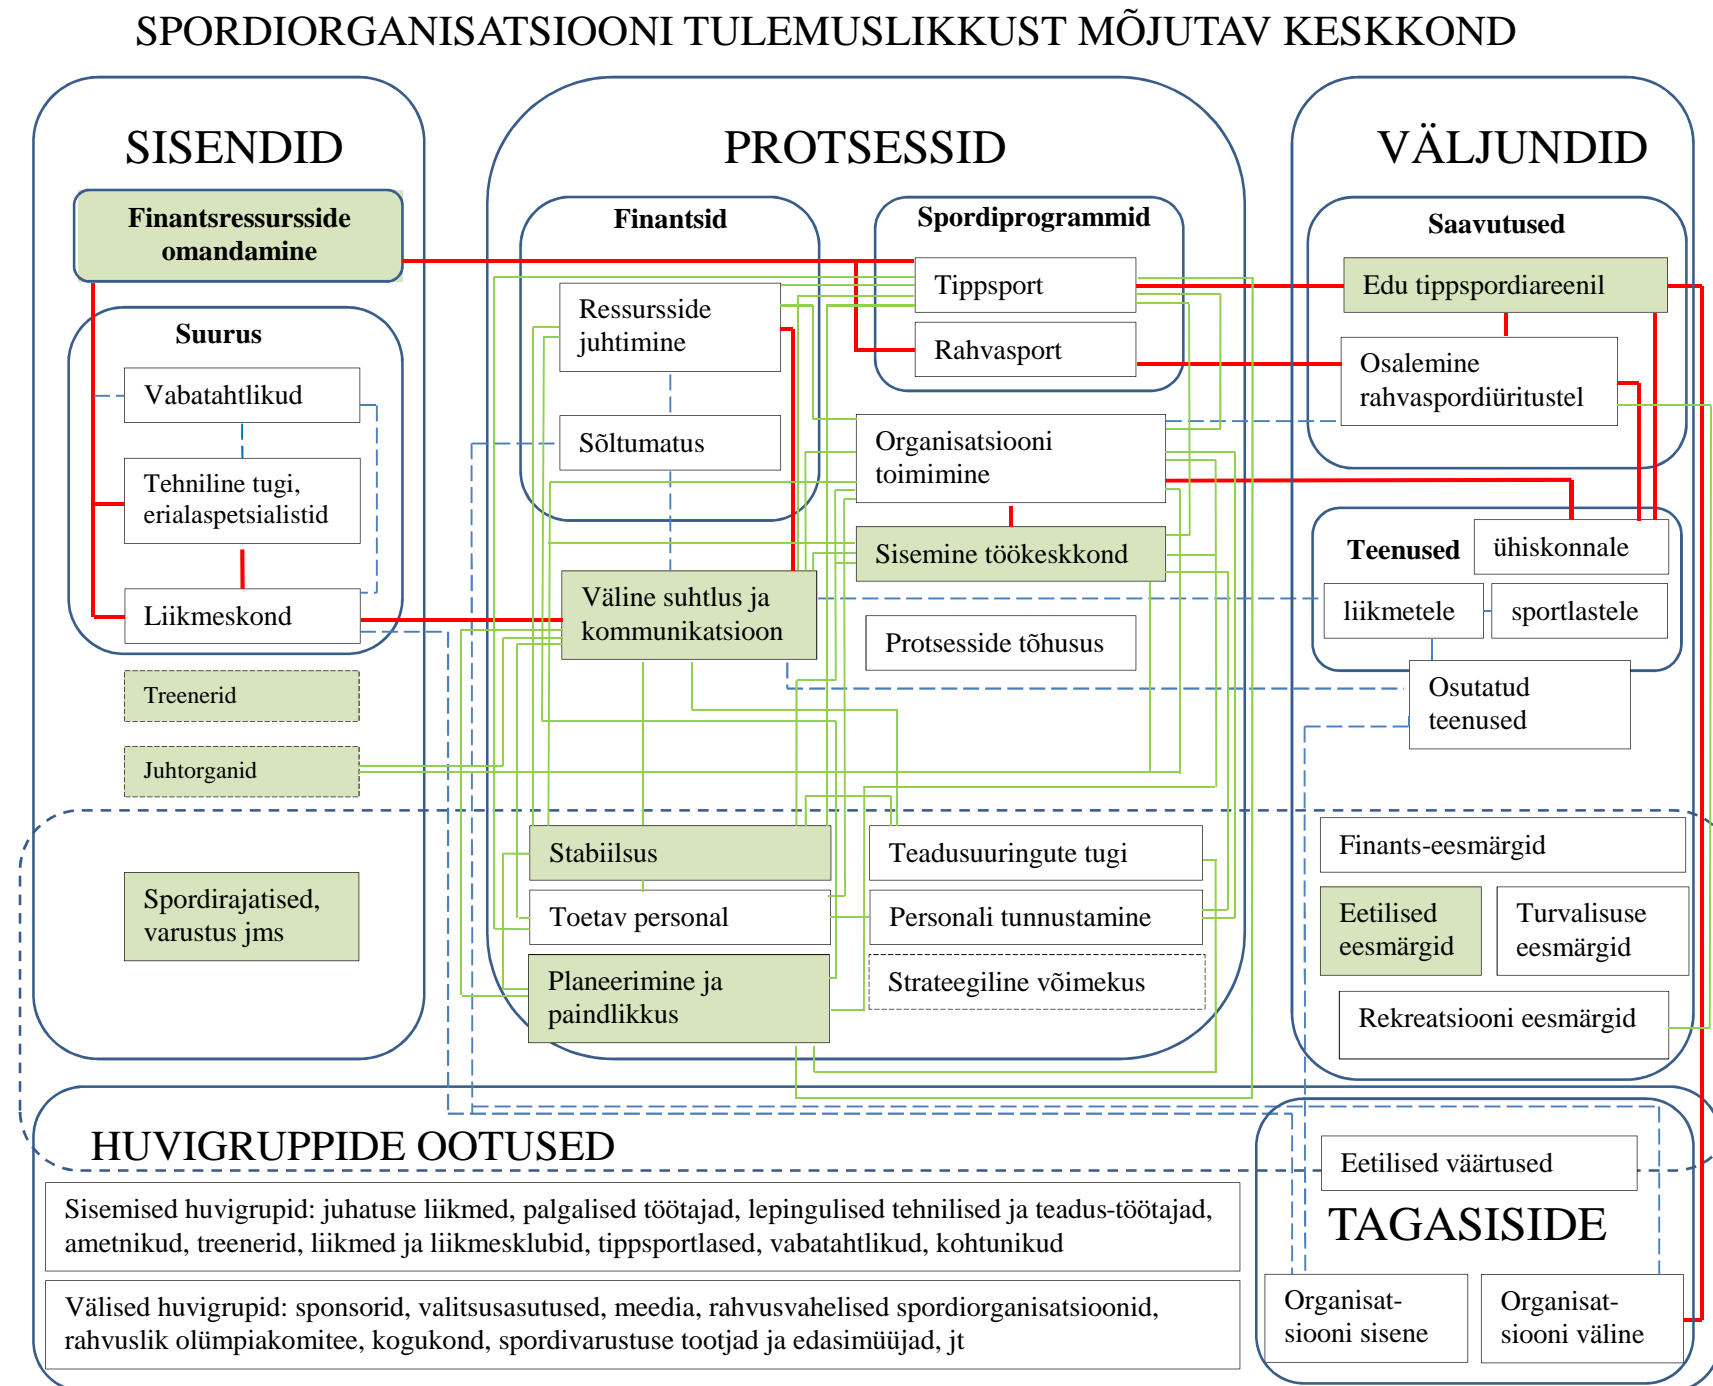 SPORDIORGANISATSIOONI TULEMUSLIKKUST MÕJUTAV KESKKOND
SISENDID
Finantsressursside
omandamine
Suurus
Vabatahtlikud
Tehniline tugi,
erialaspetsialistid
Liikmeskond
Treenerid
Juhtorganid
Spordirajatised,
varustus jms
PROTSESSID
Finantsid
Ressursside
juhtimine
Sõltumatus
Spordiprogrammid
Tippsport
Rahvasport
Organisatsiooni
toimimine
Sisemine töökeskkond
Väline suhtlus ja
kommunikatsioon
Protsesside tõhusus
Stabiilsus
Teadusuuringute tugi
Toetav personal
Personali tunnustamine
Planeerimine ja
paindlikkus
Strateegiline võimekus
VÄLJUNDID
Saavutused
Edu tippspordiareenil
Osalemine
rahvaspordiüritustel
Teenused
ühiskonnale
liikmetele
sportlastele
Osutatud
teenused
Finants-eesmärgid
Eetilised
eesmärgid
Turvalisuse
eesmärgid
Rekreatsiooni eesmärgid
HUVIGRUPPIDE OOTUSED
Sisemised huvigrupid: juhatuse liikmed, palgalised töötajad, lepingulised tehnilised ja teadus-töötajad,
ametnikud, treenerid, liikmed ja liikmesklubid, tippsportlased, vabatahtlikud, kohtunikud
Välised huvigrupid: sponsorid, valitsusasutused, meedia, rahvusvahelised spordiorganisatsioonid,
rahvuslik olümpiakomitee, kogukond, spordivarustuse tootjad ja edasimüüjad, jt
Eetilised väärtused
TAGASISIDE
Organisat-
siooni sisene
Organisat-
siooni väline